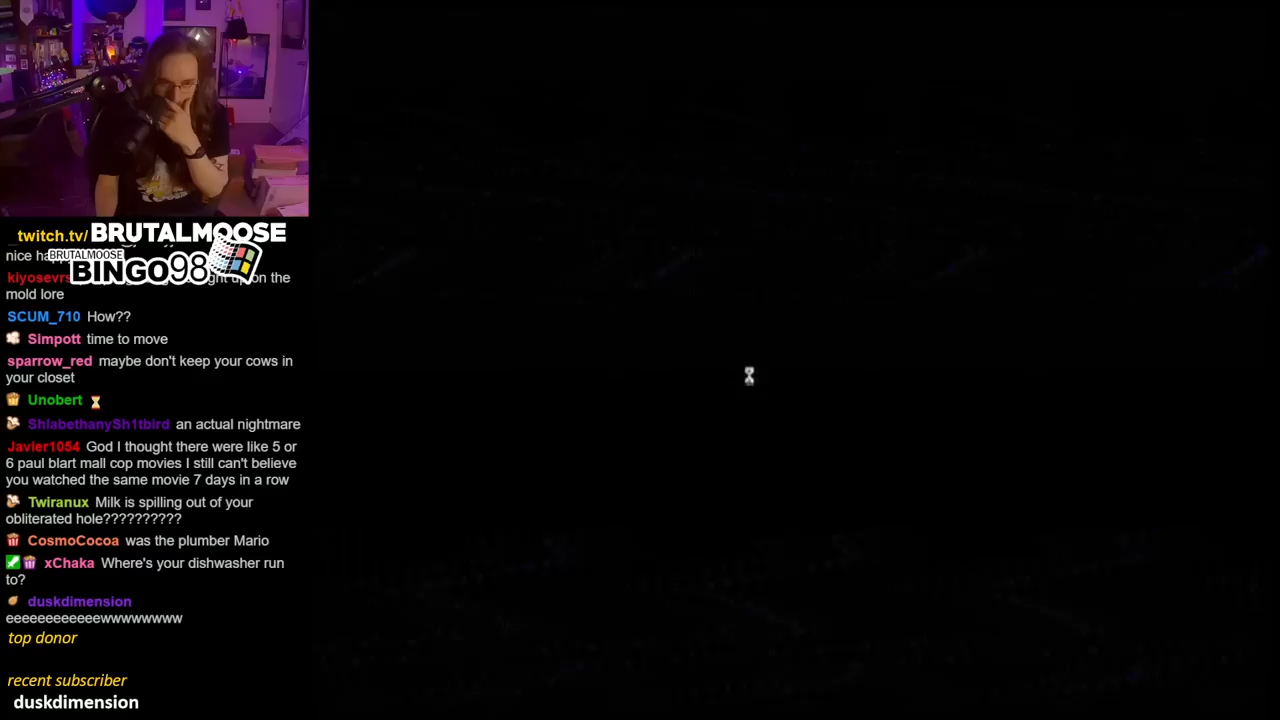 twitch.tv/BRUTALMOOSE
BRUTALMOOSE
BINGO98
nice
klyosevrs on the
mold lore
SCUM_710 How??
Simpott time to move
sparrow_red maybe don't keep your cows in
your closet
Unobert
ShlabethanySh1tbird an actual nightmare
Javier1054 God I thought there were like 5 or
6 paul blart mall cop movies I still can't believe
you watched the same movie 7 days in a row
Twiranux Milk is spilling out of your
obliterated hole??????????
CosmoCocoa was the plumber Mario
xChaka Where's your dishwasher run
to?
duskdimension
eeeeeeeeeeeewwwwwwww
top donor
recent subscriber
duskdimension